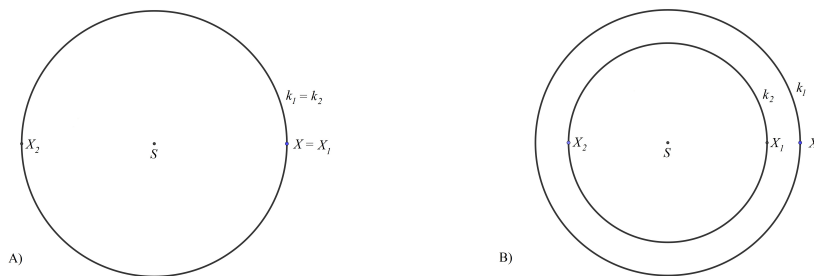 k₁ = k₂
X₂
S
X = X₁
A)
k₁
k₂
X₂
S
X₁
X
B)